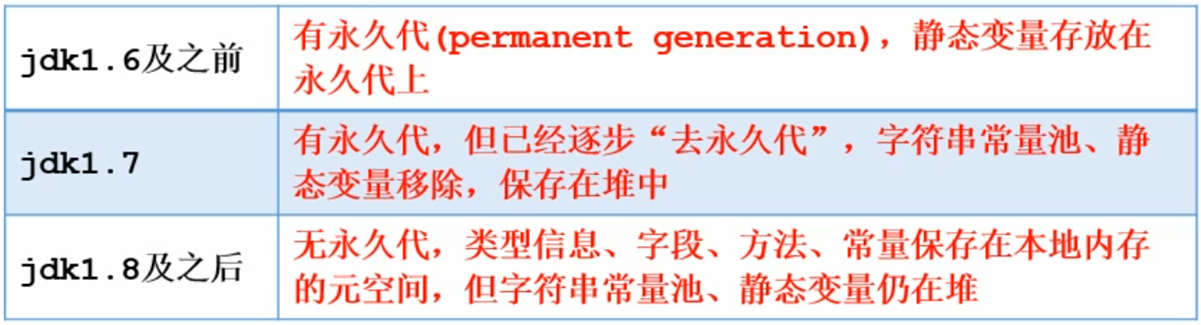 jdk1.6及之前
有永久代(permanent generation)，静态变量存放在
永久代上
jdk1.7
有永久代，但已经逐步“去永久代”，字符串常量池、静
态变量移除，保存在堆中
jdk1.8及之后
无永久代，类型信息、字段、方法、常量保存在本地内存
的元空间，但字符串常量池、静态变量仍在堆